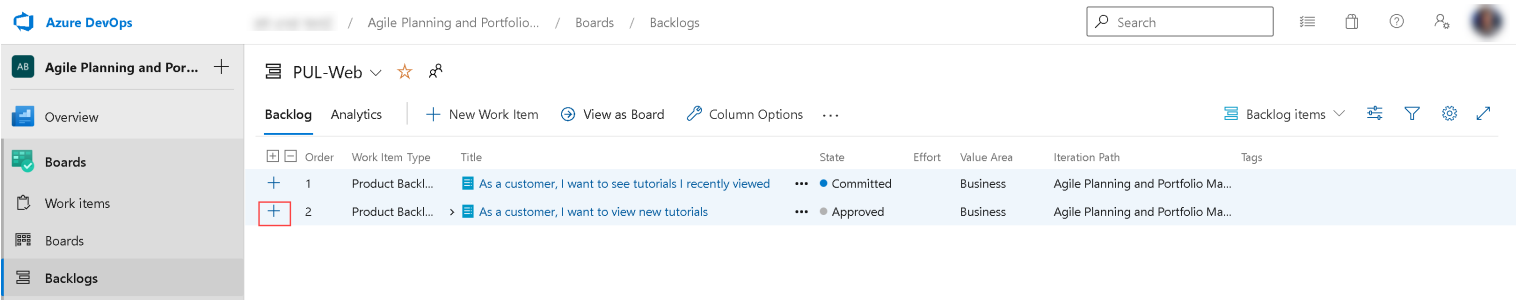 Azure DevOps
/ Agile Planning and Portfolio... / Boards / Backlogs
Search
AB Agile Planning and Por...
PUL-Web
Overview
Backlog Analytics New Work Item View as Board Column Options ... Backlog items
Boards
Order Work Item Type Title State Effort Value Area Iteration Path Tags
1 Product Backl... As a customer, I want to see tutorials I recently viewed ... Committed Business Agile Planning and Portfolio Ma...
Work items
2 Product Backl... As a customer, I want to view new tutorials ... Approved Business Agile Planning and Portfolio Ma...
Boards
Backlogs